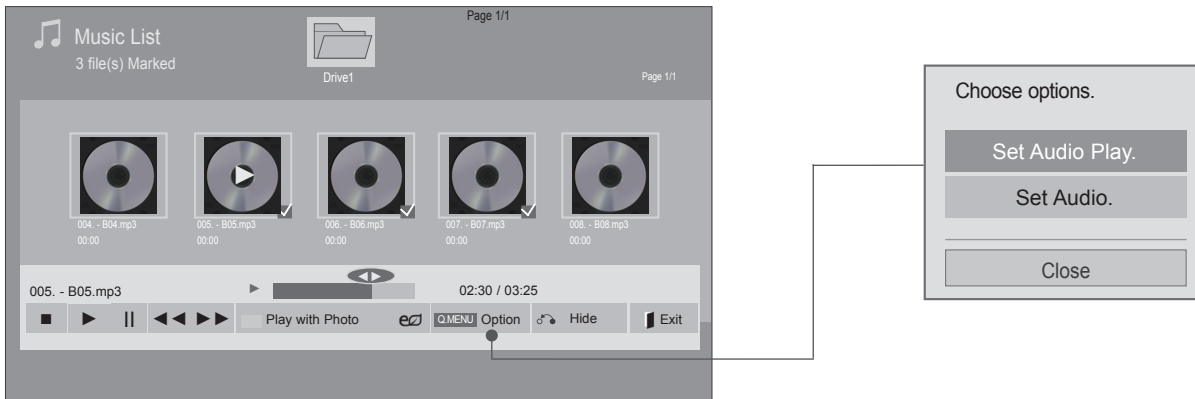 Page 1/1
Music List
3 file(s) Marked
Drive1
Page 1/1
004. - B04.mp3
00:00
005. - B05.mp3
00:00
006. - B06.mp3
00:00
007. - B07.mp3
00:00
008. - B08.mp3
00:00
005. - B05.mp3
02:30 / 03:25
Play with Photo
Q.MENU Option
Hide
Exit
Choose options.
Set Audio Play.
Set Audio.
Close